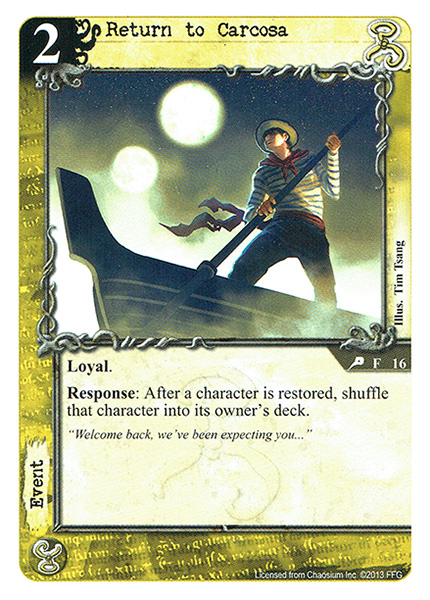 2
Return to Carcosa
Illus. Tim Tsang
F 16
Loyal.
Response: After a character is restored, shuffle
that character into its owner's deck.
"Welcome back, we've been expecting you..."
Event
Licensed from Chaosium Inc. ©2013 FFG